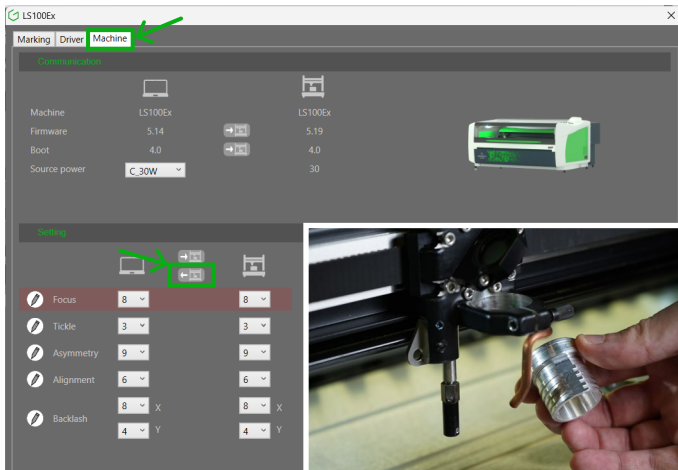 LS100Ex
Marking Driver Machine
Communication
Machine LS100Ex LS100Ex
Firmware 5.14 5.19
Boot 4.0 4.0
Source power C_30W 30
Setting
Focus 8 8
Tickle 3 3
Asymmetry 9 9
Alignment 6 6
Backlash 8 X 8 X
4 Y 4 Y